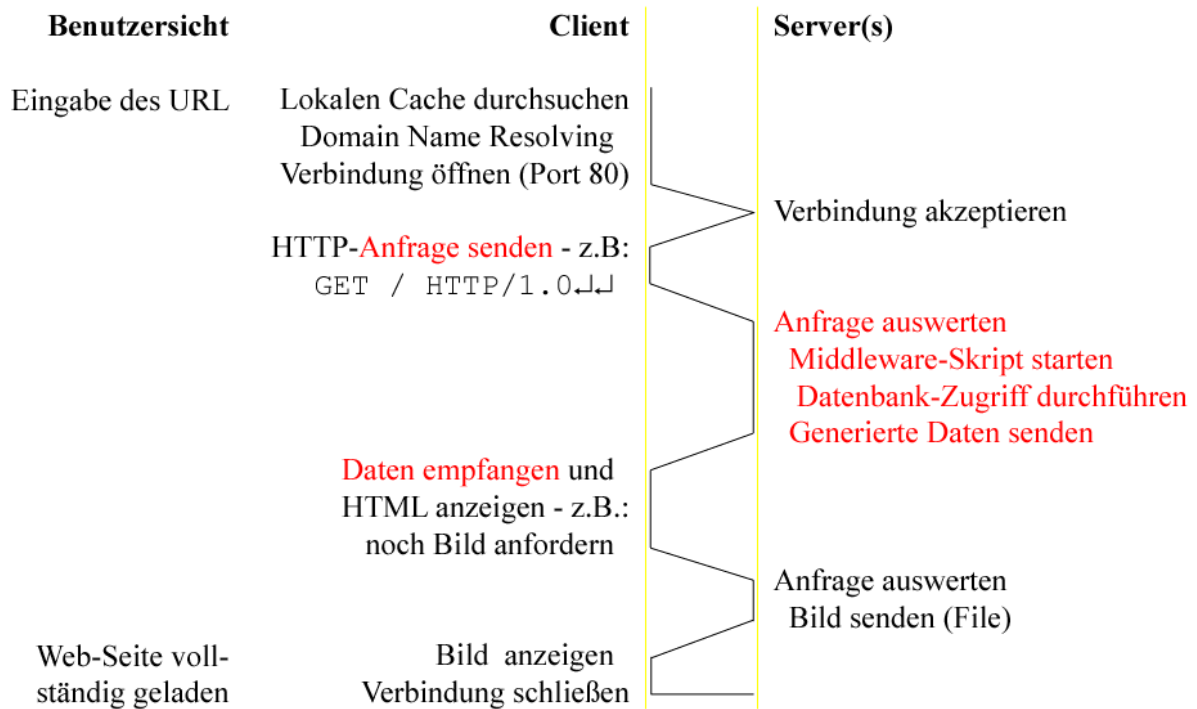 Benutzersicht Client Server(s)
Eingabe des URL Lokalen Cache durchsuchen
Domain Name Resolving
Verbindung öffnen (Port 80)
Verbindung akzeptieren
HTTP-Anfrage senden - z.B:
GET / HTTP/1.0↵↵
Anfrage auswerten
Middleware-Skript starten
Datenbank-Zugriff durchführen
Generierte Daten senden
Daten empfangen und
HTML anzeigen - z.B.:
noch Bild anfordern
Anfrage auswerten
Bild senden (File)
Web-Seite voll- Bild anzeigen
ständig geladen Verbindung schließen